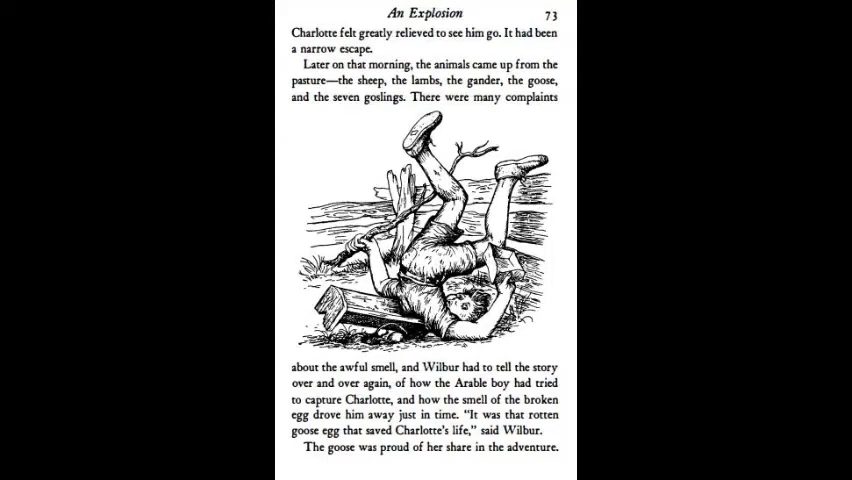 An Explosion 73
Charlotte felt greatly relieved to see him go. It had been
a narrow escape.
Later on that morning, the animals came up from the
pasture—the sheep, the lambs, the gander, the goose,
and the seven goslings. There were many complaints
about the awful smell, and Wilbur had to tell the story
over and over again, of how the Arable boy had tried
to capture Charlotte, and how the smell of the broken
egg drove him away just in time. “It was that rotten
goose egg that saved Charlotte’s life,” said Wilbur.
The goose was proud of her share in the adventure.